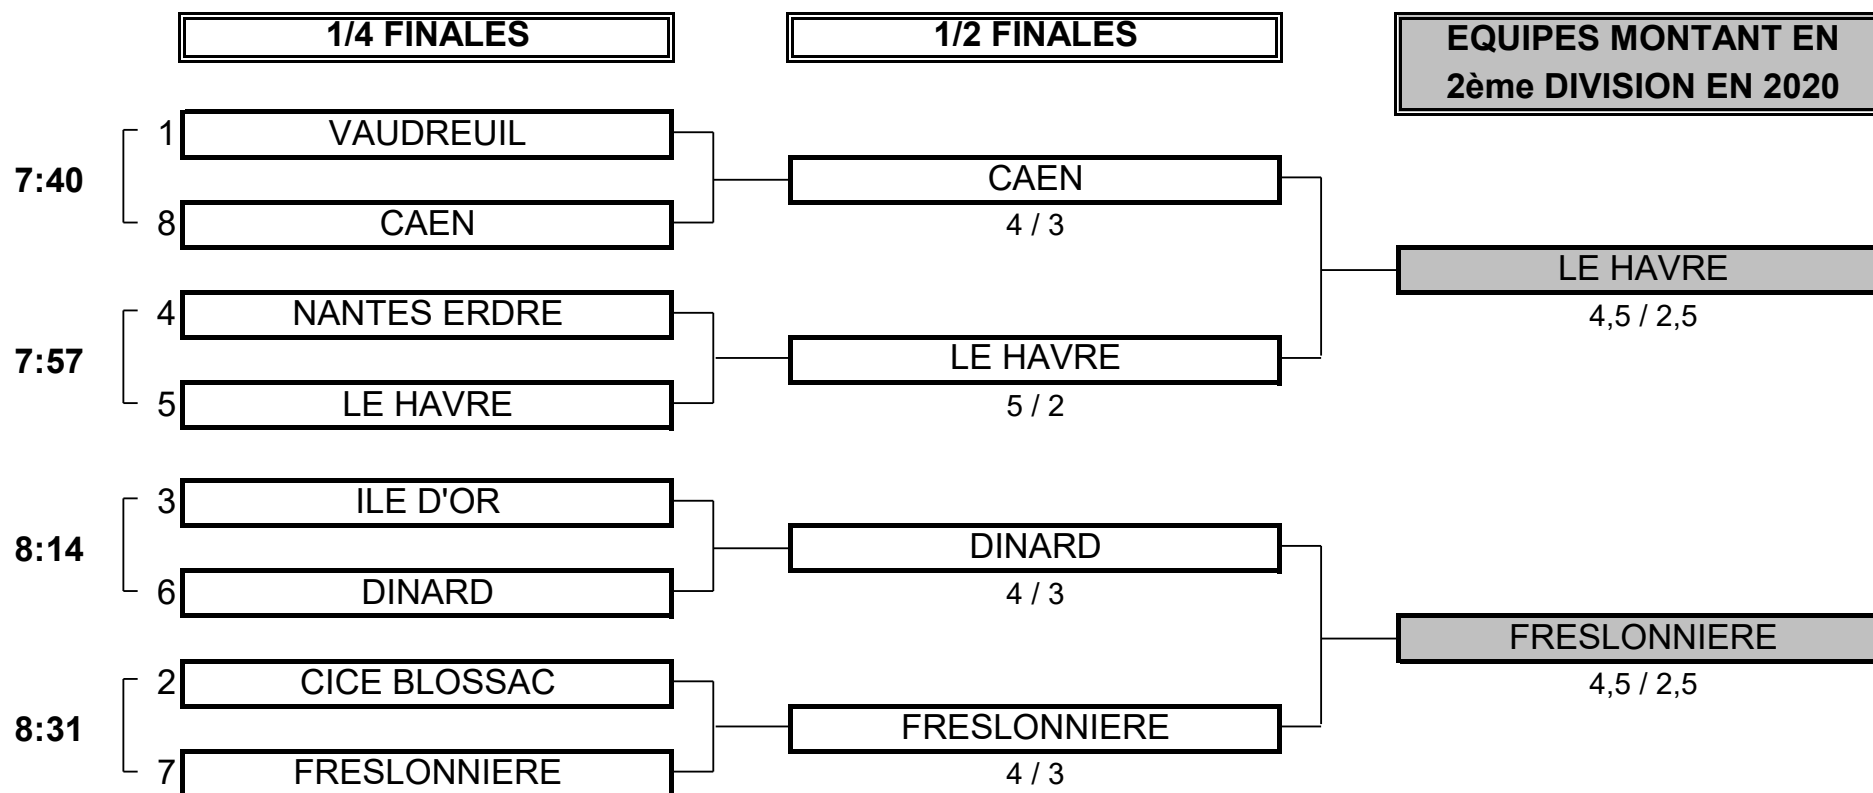 1/4 FINALES
1/2 FINALES
EQUIPES MONTANT EN
2ème DIVISION EN 2020
7:40
1 VAUDREUIL
8 CAEN
CAEN
4 / 3
7:57
4 NANTES ERDRE
5 LE HAVRE
LE HAVRE
5 / 2
LE HAVRE
4,5 / 2,5
8:14
3 ILE D'OR
6 DINARD
DINARD
4 / 3
8:31
2 CICE BLOSSAC
7 FRESLONNIERE
FRESLONNIERE
4 / 3
FRESLONNIERE
4,5 / 2,5